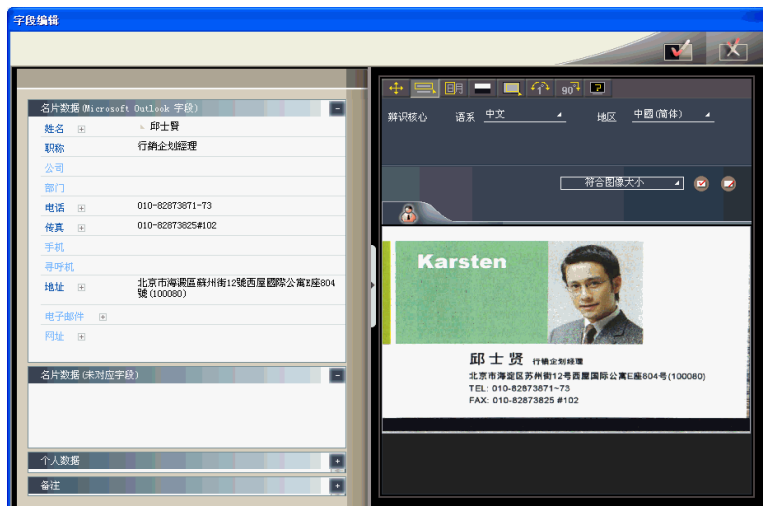 字段编辑
名片数据(Microsoft Outlook 字段)
姓名 邱士賢
职称 行銷企划經理
公司
部门
电话 010-82873871-73
传真 010-82873825#102
手机
寻呼机
地址 北京市海澱區蘇州街12號西屋國際公寓E座804
號(100080)
电子邮件
网址
名片数据(未对应字段)
个人数据
备注
90
辨识核心 语系 中文 地区 中國(简体)
符合图像大小
Karsten
邱士贤 行销企划经理
北京市海淀区苏州街12号西屋国际公寓E座804号(100080)
TEL: 010-82873871~73
FAX: 010-82873825 #102